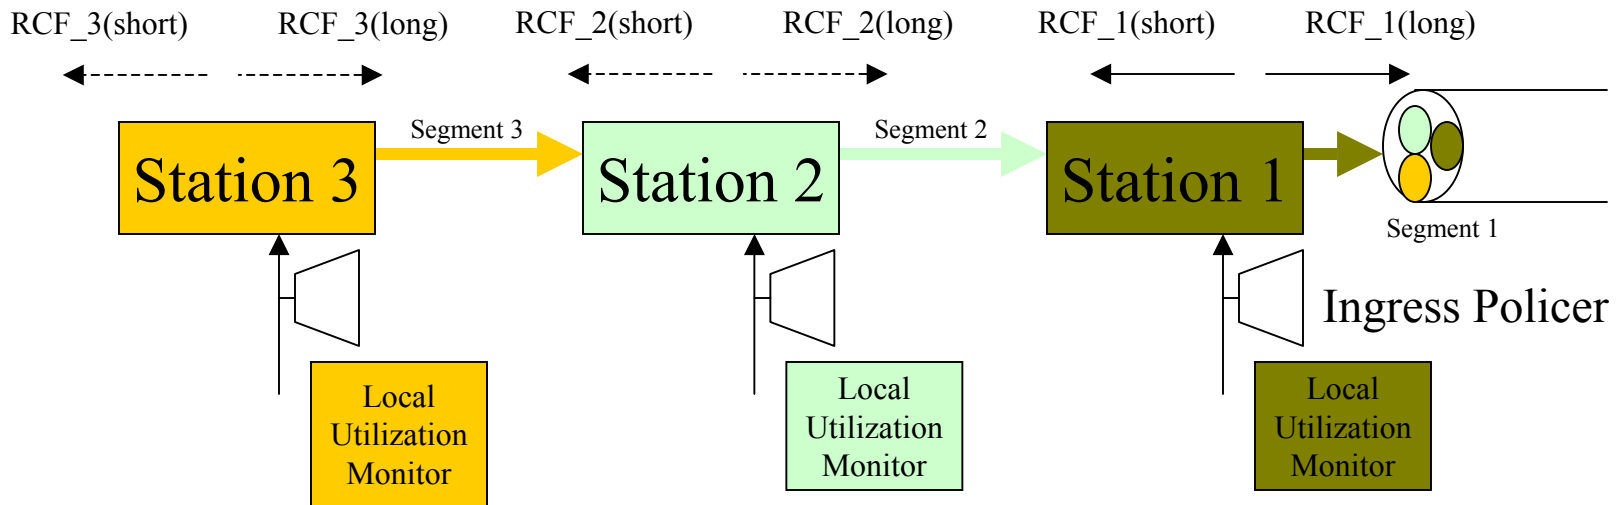 RCF_3(short) RCF_3(long) RCF_2(short) RCF_2(long) RCF_1(short) RCF_1(long)
Segment 3
Segment 2
Station 3
Station 2
Station 1
Segment 1
Ingress Policer
Local
Utilization
Monitor
Local
Utilization
Monitor
Local
Utilization
Monitor